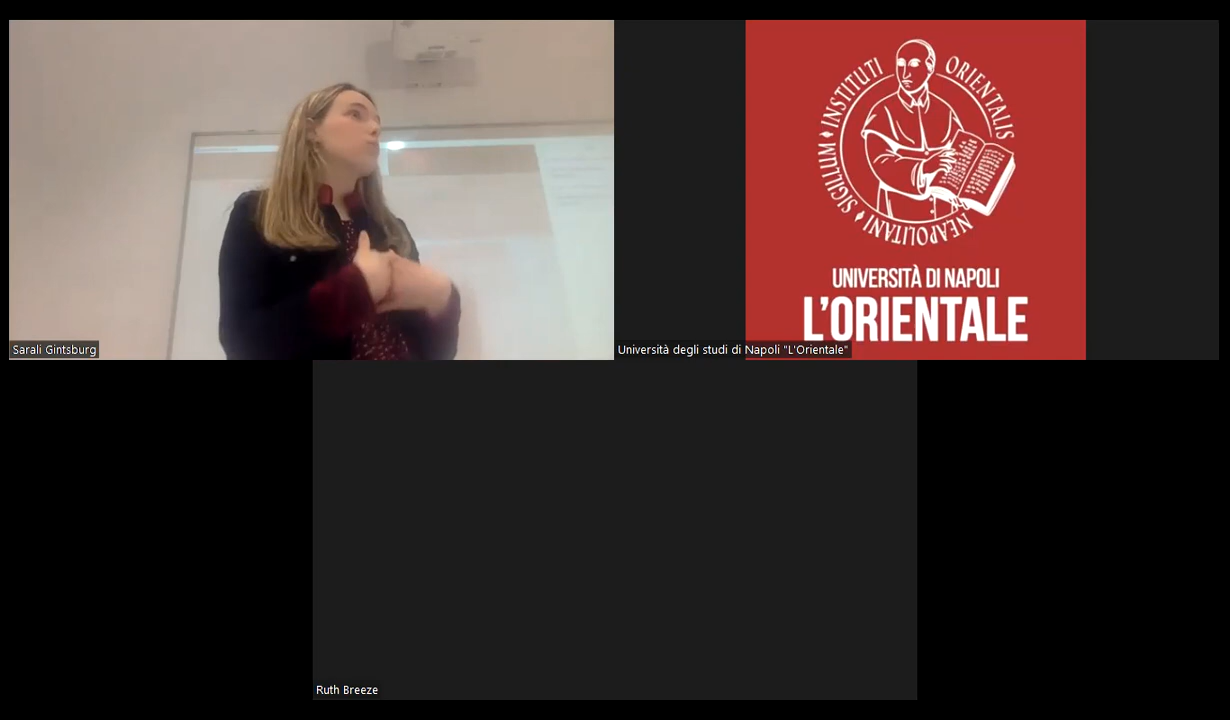 SIGILLUM INSTITUTI ORIENTALIS NEAPOLITANI
UNIVERSITÀ DI NAPOLI
L'ORIENTALE
Sarali Gintsburg
Università degli studi di Napoli "L'Orientale"
Ruth Breeze